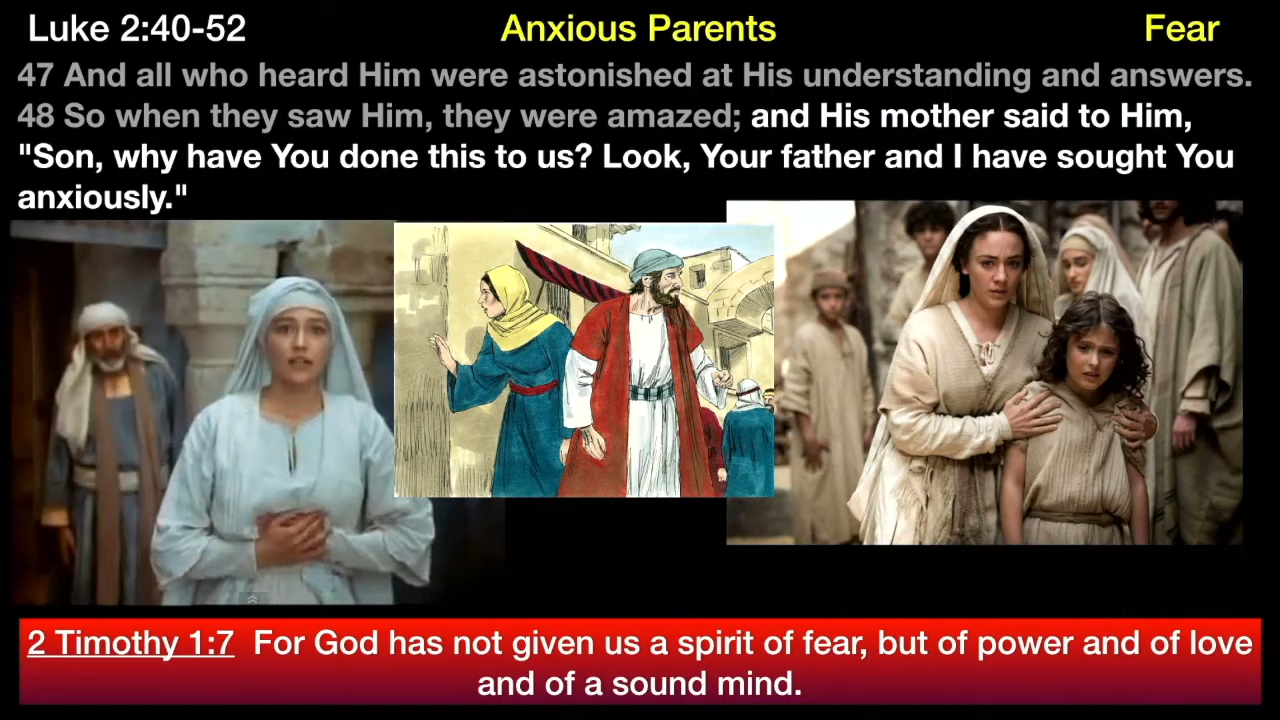 Luke 2:40-52 Anxious Parents Fear
47 And all who heard Him were astonished at His understanding and answers.
48 So when they saw Him, they were amazed; and His mother said to Him,
"Son, why have You done this to us? Look, Your father and I have sought You
anxiously."
2 Timothy 1:7 For God has not given us a spirit of fear, but of power and of love
and of a sound mind.